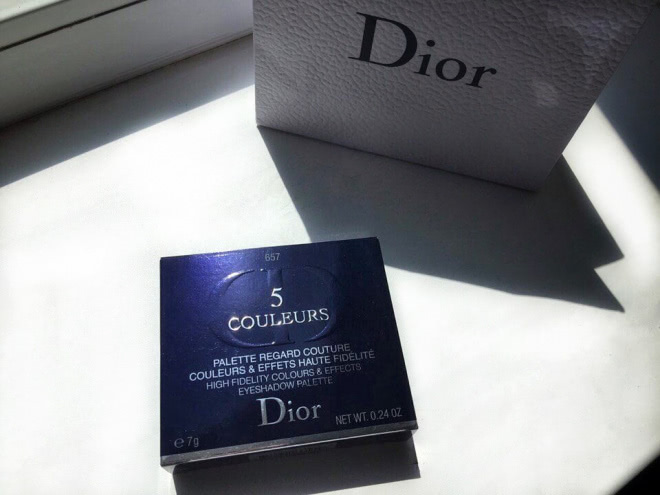 Dior
657
5
COULEURS
PALETTE REGARD COUTURE
COULEURS & EFFETS HAUTE FIDÉLITÉ
HIGH FIDELITY COLOURS & EFFECTS
EYESHADOW PALETTE
Dior
℮ 7g NET WT. 0.24 OZ